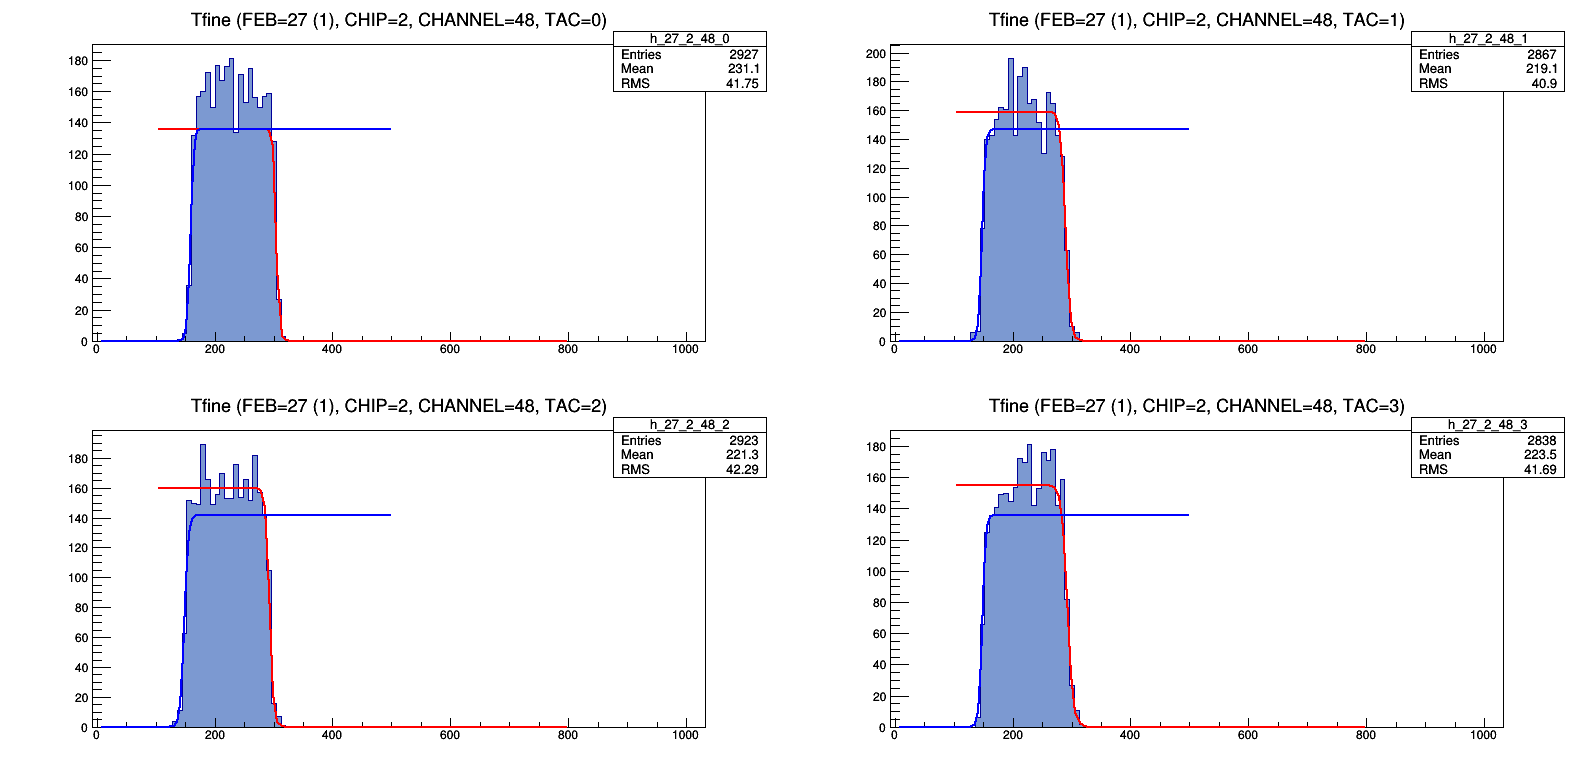 Tfine (FEB=27 (1), CHIP=2, CHANNEL=48, TAC=0)
h_27_2_48_0
Entries 2927
Mean 231.1
RMS 41.75
180
160
140
120
100
80
60
40
20
0
0 200 400 600 800 1000
Tfine (FEB=27 (1), CHIP=2, CHANNEL=48, TAC=1)
h_27_2_48_1
Entries 2867
Mean 219.1
RMS 40.9
200
180
160
140
120
100
80
60
40
20
0
0 200 400 600 800 1000
Tfine (FEB=27 (1), CHIP=2, CHANNEL=48, TAC=2)
h_27_2_48_2
Entries 2923
Mean 221.3
RMS 42.29
180
160
140
120
100
80
60
40
20
0
0 200 400 600 800 1000
Tfine (FEB=27 (1), CHIP=2, CHANNEL=48, TAC=3)
h_27_2_48_3
Entries 2838
Mean 223.5
RMS 41.69
180
160
140
120
100
80
60
40
20
0
0 200 400 600 800 1000